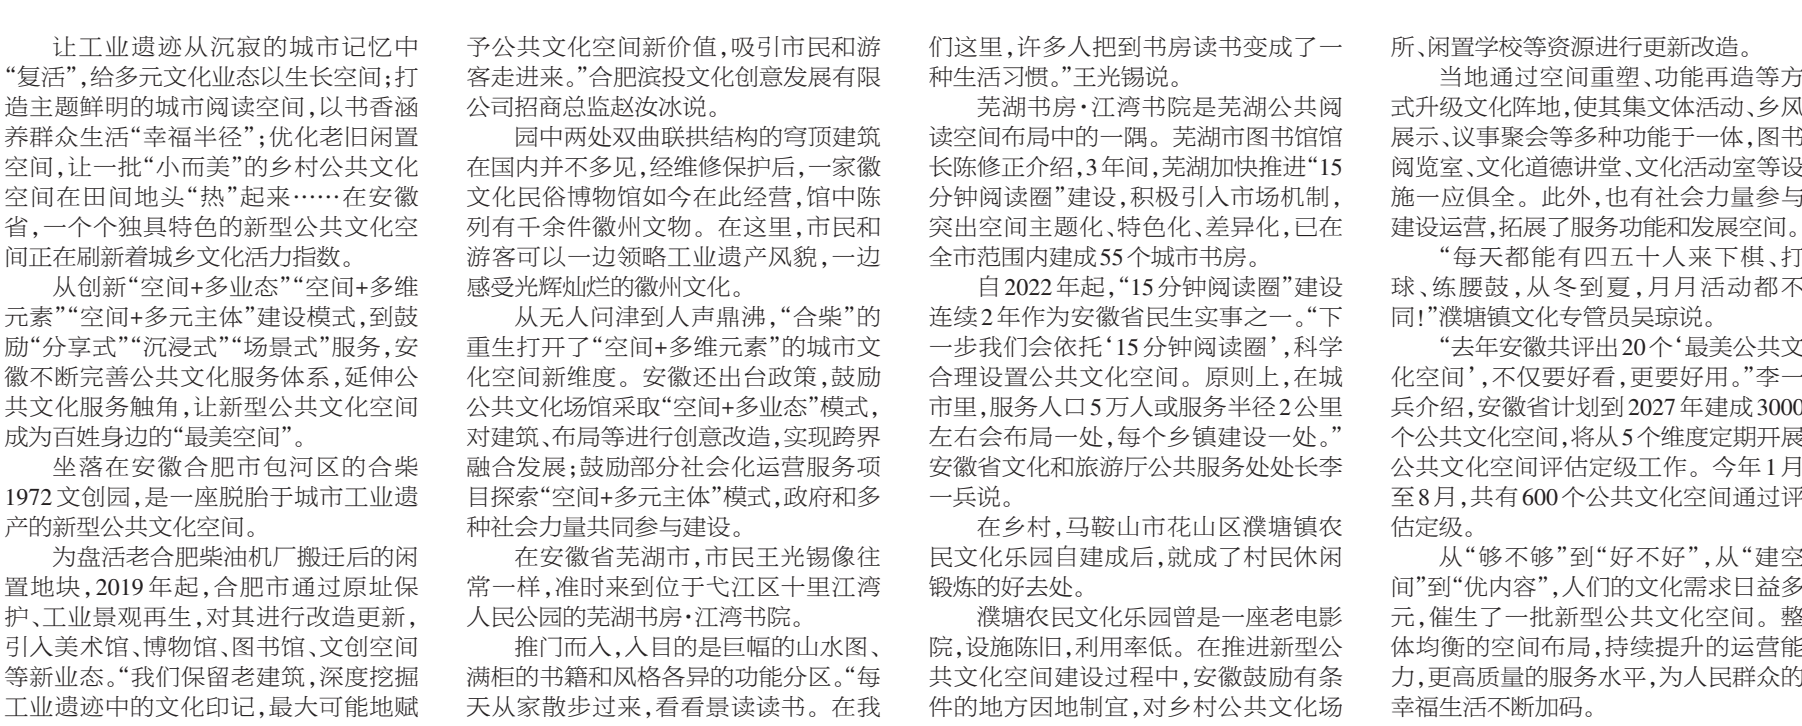 让工业遗迹从沉寂的城市记忆中
“复活”,给多元文化业态以生长空间;打
造主题鲜明的城市阅读空间,以书香涵
养群众生活“幸福半径”;优化老旧闲置
空间,让一批“小而美”的乡村公共文化
空间在田间地头“热”起来……在安徽
省,一个个独具特色的新型公共文化空
间正在刷新着城乡文化活力指数。
从创新“空间+多业态”“空间+多维
元素”“空间+多元主体”建设模式,到鼓
励“分享式”“沉浸式”“场景式”服务,安
徽不断完善公共文化服务体系,延伸公
共文化服务触角,让新型公共文化空间
成为百姓身边的“最美空间”。
坐落在安徽合肥市包河区的合柴
1972文创园,是一座脱胎于城市工业遗
产的新型公共文化空间。
为盘活老合肥柴油机厂搬迁后的闲
置地块,2019年起,合肥市通过原址保
护、工业景观再生,对其进行改造更新,
引入美术馆、博物馆、图书馆、文创空间
等新业态。“我们保留老建筑,深度挖掘
工业遗迹中的文化印记,最大可能地赋
予公共文化空间新价值,吸引市民和游
客走进来。”合肥滨投文化创意发展有限
公司招商总监赵汝冰说。
园中两处双曲联拱结构的穹顶建筑
在国内并不多见,经维修保护后,一家徽
文化民俗博物馆如今在此经营,馆中陈
列有千余件徽州文物。在这里,市民和
游客可以一边领略工业遗产风貌,一边
感受光辉灿烂的徽州文化。
从无人问津到人声鼎沸,“合柴”的
重生打开了“空间+多维元素”的城市文
化空间新维度。安徽还出台政策,鼓励
公共文化场馆采取“空间+多业态”模式,
对建筑、布局等进行创意改造,实现跨界
融合发展;鼓励部分社会化运营服务项
目探索“空间+多元主体”模式,政府和多
种社会力量共同参与建设。
在安徽省芜湖市,市民王光锡像往
常一样,准时来到位于弋江区十里江湾
人民公园的芜湖书房·江湾书院。
推门而入,入目的是巨幅的山水图、
满柜的书籍和风格各异的功能分区。“每
天从家散步过来,看看景读读书。在我
们这里,许多人把到书房读书变成了一
种生活习惯。”王光锡说。
芜湖书房·江湾书院是芜湖公共阅
读空间布局中的一隅。芜湖市图书馆馆
长陈修正介绍,3年间,芜湖加快推进“15
分钟阅读圈”建设,积极引入市场机制,
突出空间主题化、特色化、差异化,已在
全市范围内建成55个城市书房。
自2022年起,“15分钟阅读圈”建设
连续2年作为安徽省民生实事之一。“下
一步我们会依托‘15分钟阅读圈’,科学
合理设置公共文化空间。原则上,在城
市里,服务人口5万人或服务半径2公里
左右会布局一处,每个乡镇建设一处。”
安徽省文化和旅游厅公共服务处处长李
一兵说。
在乡村,马鞍山市花山区濮塘镇农
民文化乐园自建成后,就成了村民休闲
锻炼的好去处。
濮塘农民文化乐园曾是一座老电影
院,设施陈旧,利用率低。在推进新型公
共文化空间建设过程中,安徽鼓励有条
件的地方因地制宜,对乡村公共文化场
所、闲置学校等资源进行更新改造。
当地通过空间重塑、功能再造等方
式升级文化阵地,使其集文体活动、乡风
展示、议事聚会等多种功能于一体,图书
阅览室、文化道德讲堂、文化活动室等设
施一应俱全。此外,也有社会力量参与
建设运营,拓展了服务功能和发展空间。
“每天都能有四五十人来下棋、打
球、练腰鼓,从冬到夏,月月活动都不
同!”濮塘镇文化专管员吴琼说。
“去年安徽共评出20个‘最美公共文
化空间’,不仅要好看,更要好用。”李一
兵介绍,安徽省计划到2027年建成3000
个公共文化空间,将从5个维度定期开展
公共文化空间评估定级工作。今年1月
至8月,共有600个公共文化空间通过评
估定级。
从“够不够”到“好不好”,从“建空
间”到“优内容”,人们的文化需求日益多
元,催生了一批新型公共文化空间。整
体均衡的空间布局,持续提升的运营能
力,更高质量的服务水平,为人民群众的
幸福生活不断加码。